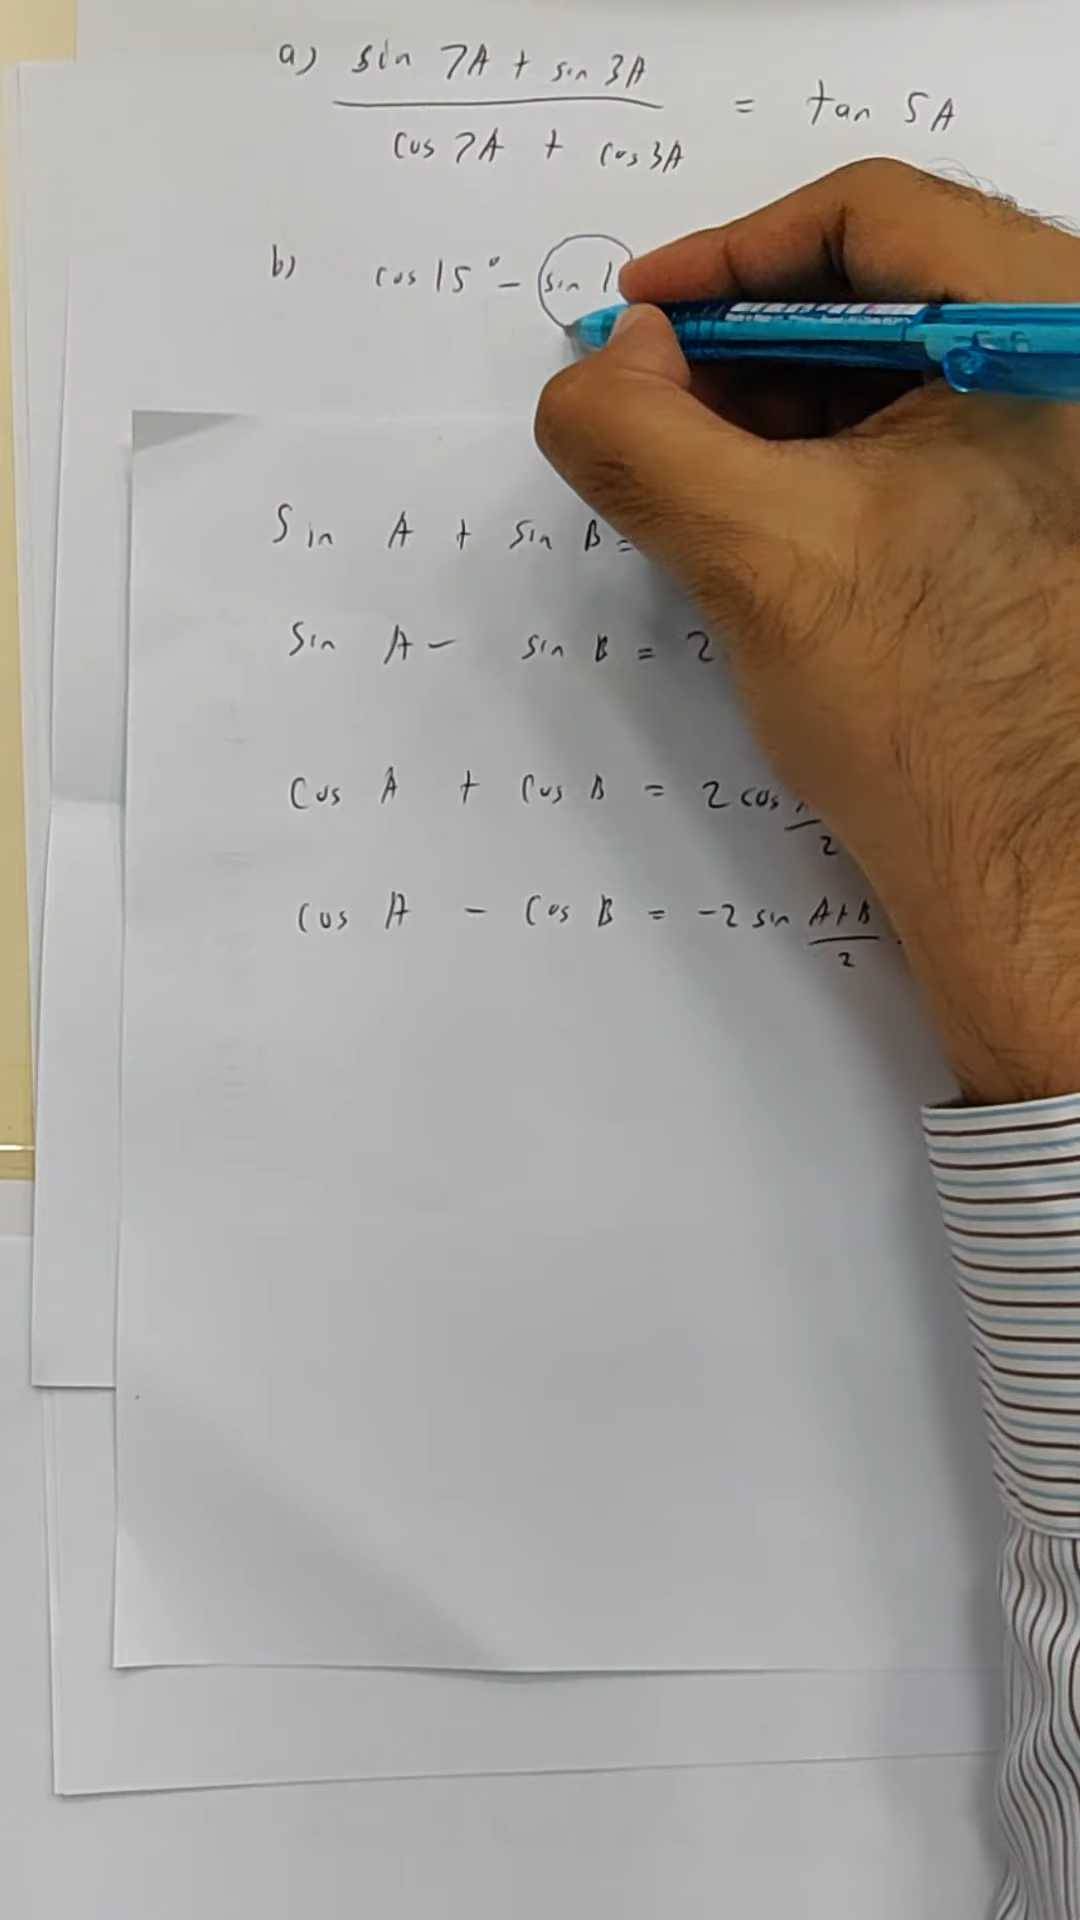 a) sin 7A + sin 3A
= tan 5A
cos 7A + cos 3A
b) cos 15° - sin
Sin A + sin B =
Sin A - sin B = 2
Cos A + Cos B = 2 cos
2
Cos A - Cos B = -2 sin A+B
2